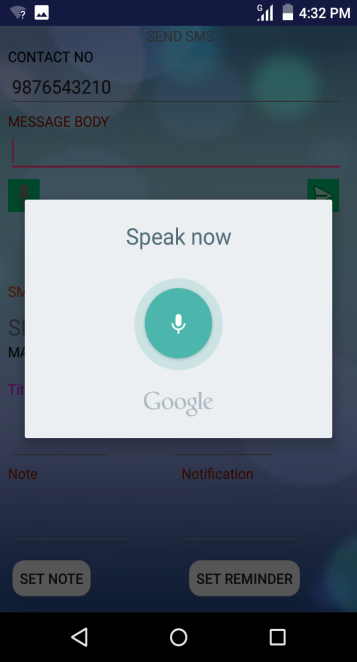 G
4:32 PM
SEND SMS
CONTACT NO
9876543210
MESSAGE BODY
Speak now
Google
Note
Notification
SET NOTE
SET REMINDER